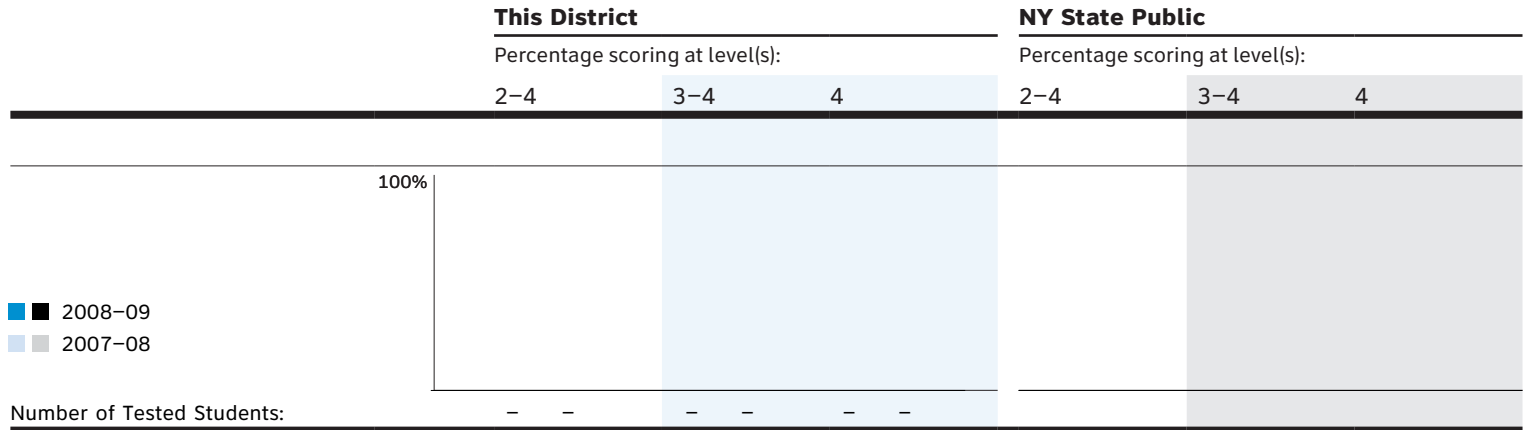 This District NY State Public
Percentage scoring at level(s): Percentage scoring at level(s):
2–4 3–4 4 2–4 3–4 4
100%
2008–09
2007–08
Number of Tested Students: – – – – – –